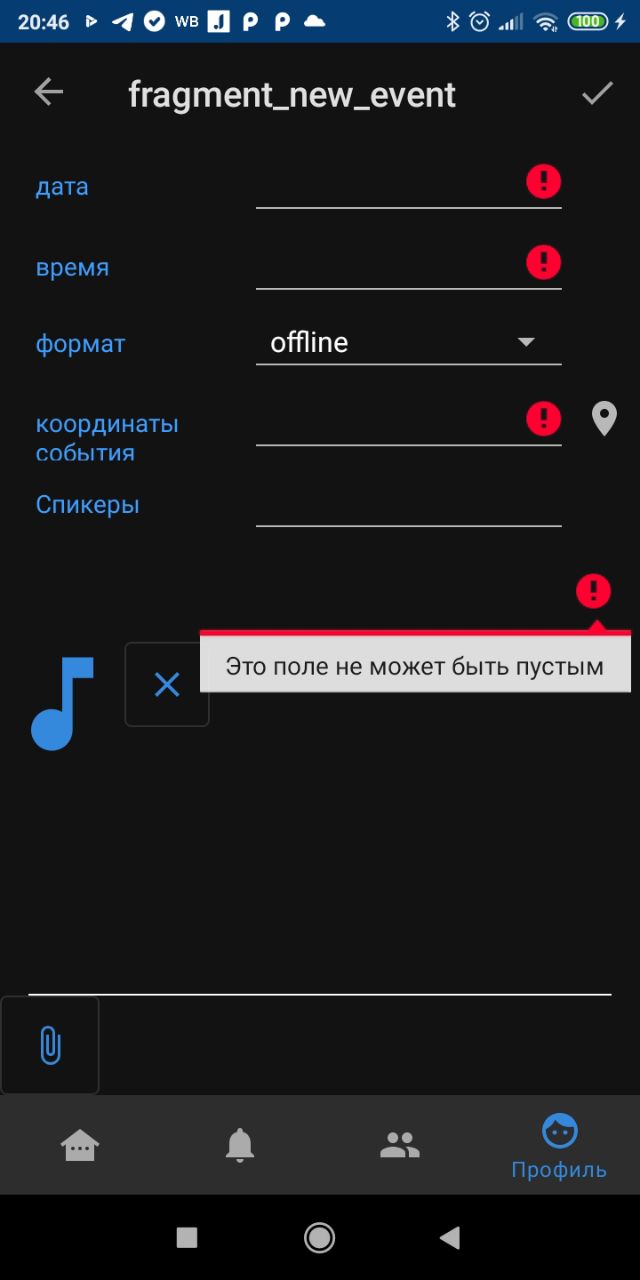 20:46 WB J P P 100
fragment_new_event
дата
время
формат offline
координаты
события
Спикеры
Это поле не может быть пустым
Профиль